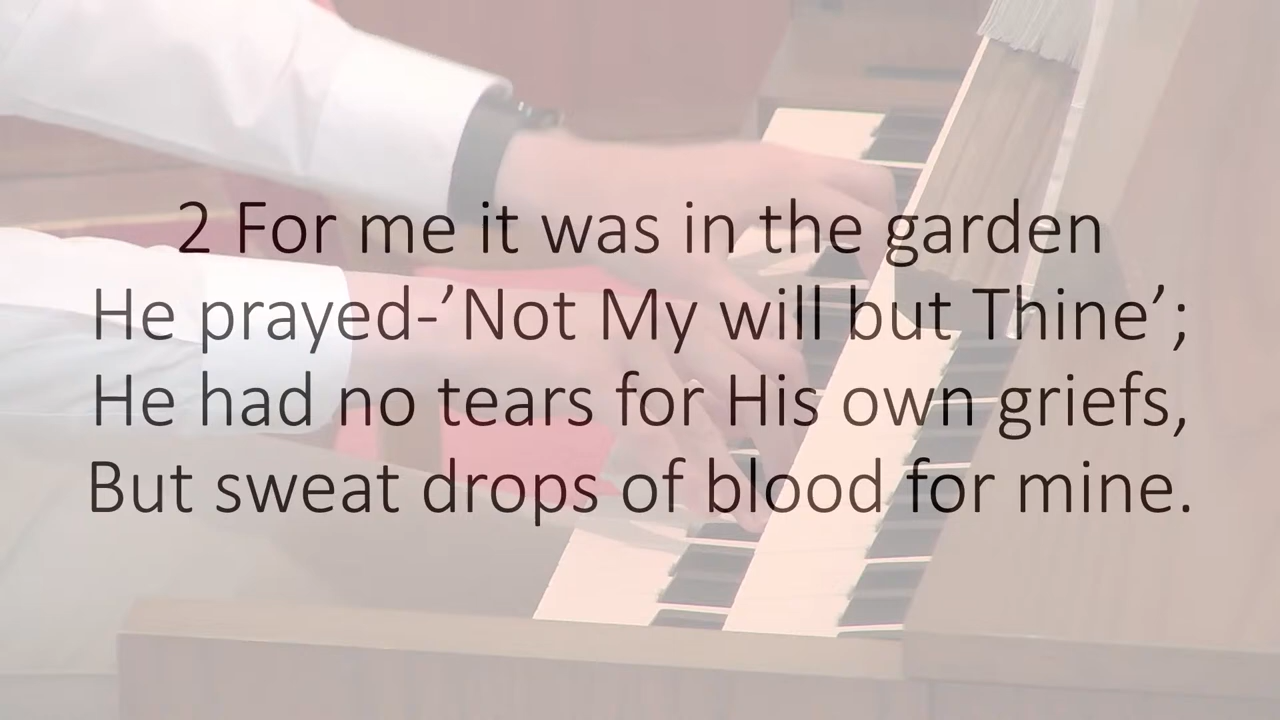 2 For me it was in the garden
He prayed-’Not My will but Thine’;
He had no tears for His own griefs,
But sweat drops of blood for mine.